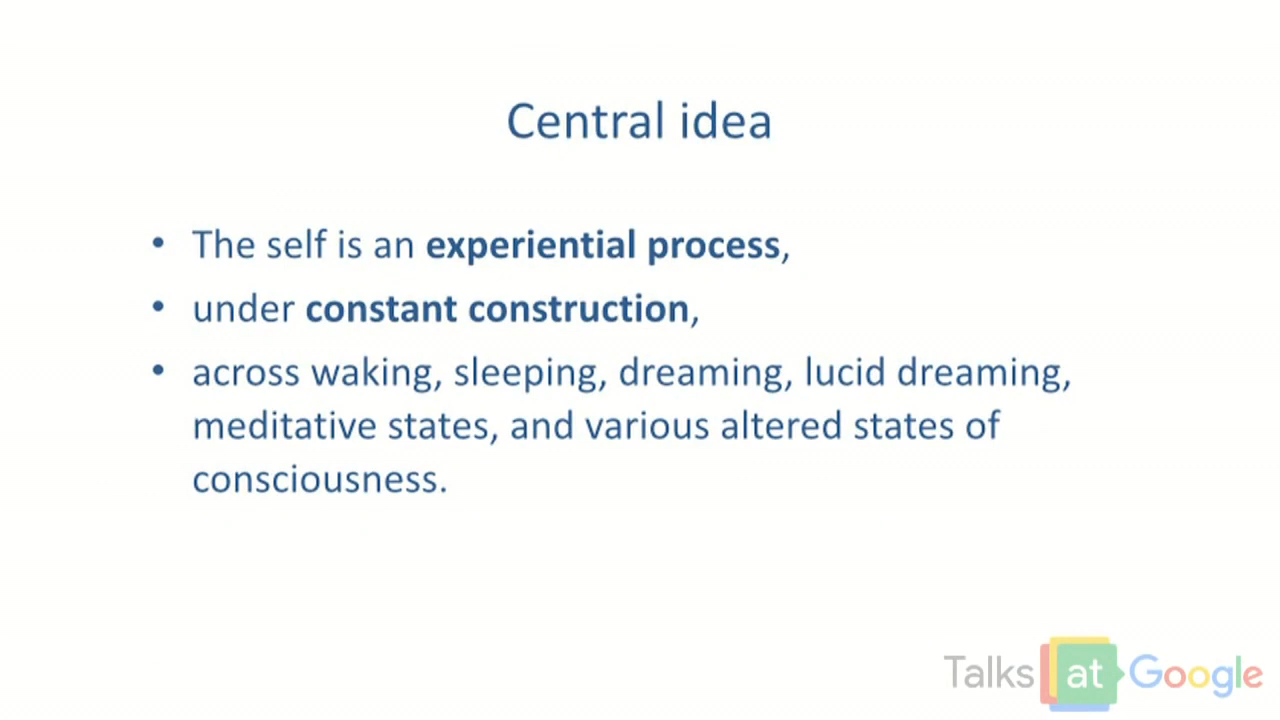 Central idea
• The self is an experiential process,
• under constant construction,
• across waking, sleeping, dreaming, lucid dreaming,
meditative states, and various altered states of
consciousness.
Talks at Google